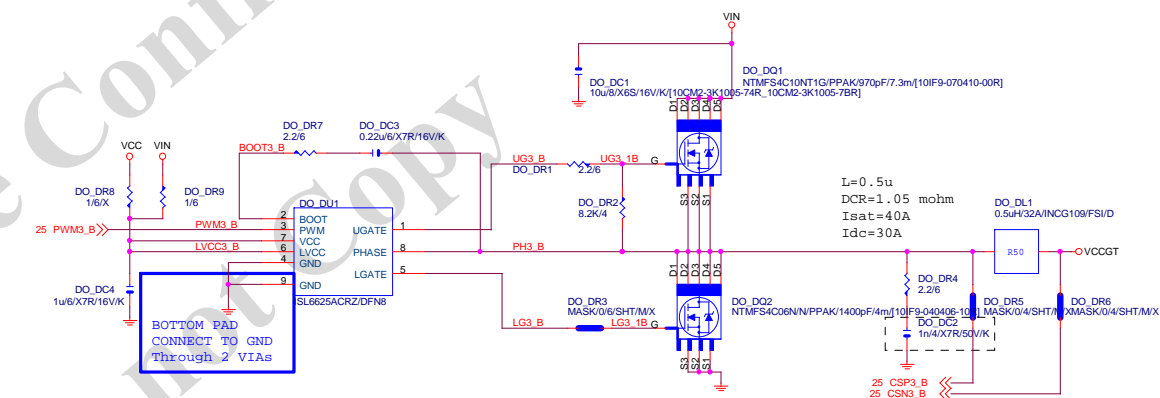 VIN
DO_DQ1
NTMFS4C10NT1G/PPAK/970pF/7.3m/[10IF9-070410-00R]
DO_DC1
10u/8/X6S/16V/K/[10CM2-3K1005-74R_10CM2-3K1005-7BR]
D1 D2 D3 D4 D5
DO_DR7
2.2/6
DO_DC3
0.22u/6/X7R/16V/K
BOOT3_B
VCC
VIN
UG3_B
DO_DR1
2.2/6
UG3_1B
G
S3 S2 S1
DO_DR8
1/6/X
DO_DR9
1/6
DO_DR2
8.2K/4
L=0.5u
DCR=1.05 mohm
Isat=40A
Idc=30A
DO_DL1
0.5uH/32A/INCG109/FSI/D
R50
VCCGT
DO_DU1
2 BOOT
3 PWM
7 VCC
6 LVCC
4 GND
9 GND
UGATE 1
PHASE 8
LGATE 5
SL6625ACRZ/DFN8
25 PWM3_B
PWM3_B
LVCC3_B
PH3_B
D1 D2 D3 D4 D5
DO_DR4
2.2/6
DO_DC4
1u/6/X7R/16V/K
BOTTOM PAD
CONNECT TO GND
Through 2 VIAs
DO_DR3
MASK/0/6/SHT/M/X
LG3_B
LG3_1B
G
S3 S2 S1
DO_DQ2
NTMFS4C06N/N/PPAK/1400pF/4m/[10IF9-040406-10R]
DO_DR5
MASK/0/4/SHT/M/X
DO_DR6
MASK/0/4/SHT/M/X
DO_DC2
1n/4/X7R/50V/K
25 CSP3_B
25 CSN3_B
not Copy